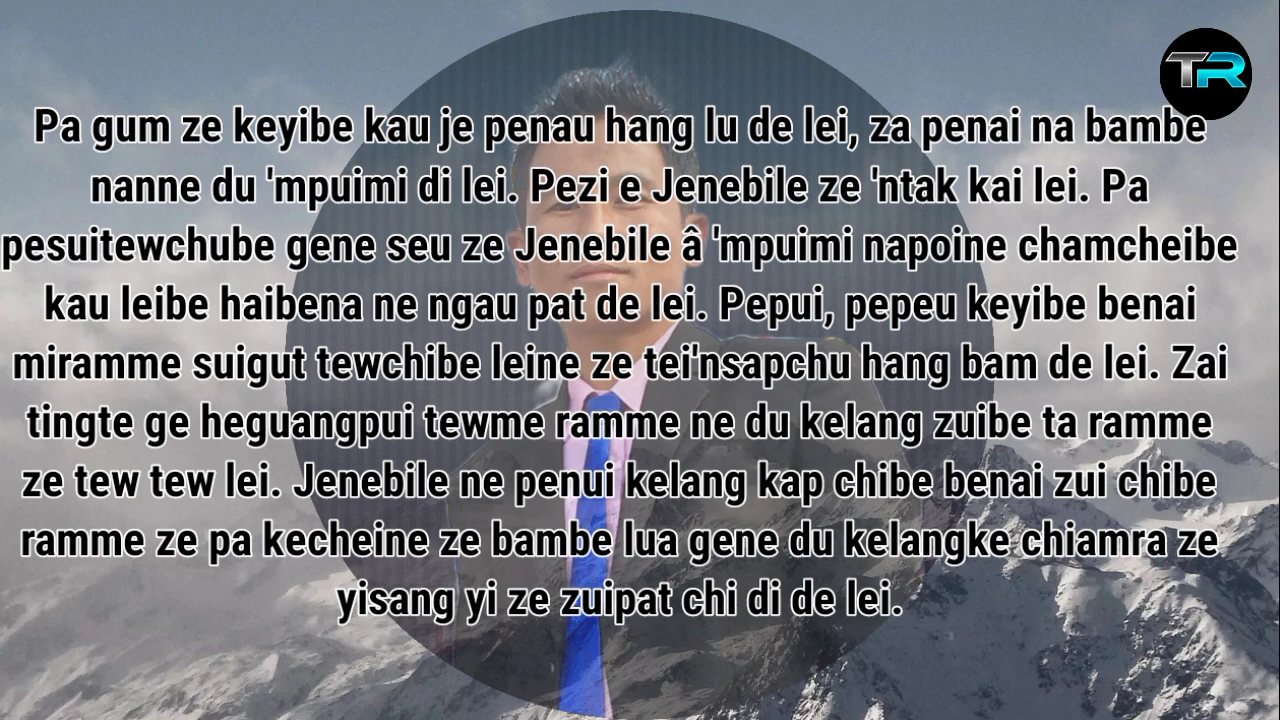 TR
Pa gum ze keyibe kau je penau hang lu de lei, za penai na bambe
nanne du 'mpuimi di lei. Pezi e Jenebile ze 'ntak kai lei. Pa
pesuitewchube gene seu ze Jenebile â 'mpuimi napoine chamcheibe
kau leibe haibena ne ngau pat de lei. Pepui, pepeu keyibe benai
miramme suigut tewchibe leine ze tei'nsapchu hang bam de lei. Zai
tingte ge heguangpui tewme ramme ne du kelang zuibe ta ramme
ze tew tew lei. Jenebile ne penui kelang kap chibe benai zui chibe
ramme ze pa kecheine ze bambe lua gene du kelangke chiamra ze
yisang yi ze zuipat chi di de lei.